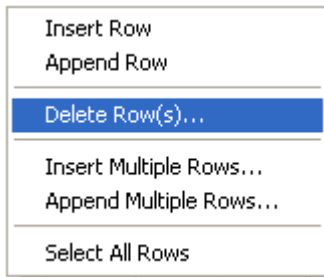 Insert Row
Append Row
Delete Row(s)...
Insert Multiple Rows...
Append Multiple Rows...
Select All Rows